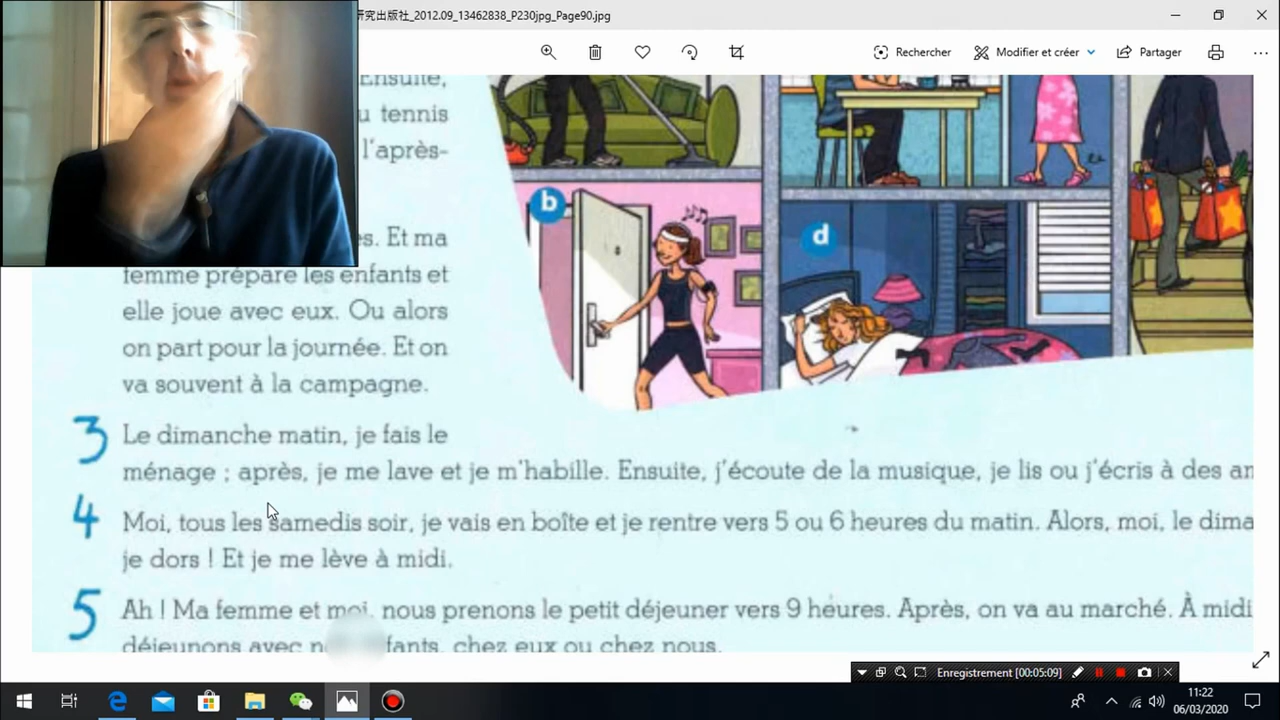 研究出版社_2012.09_13462838_P230jpg_Page90.jpg
Rechercher
Modifier et créer
Partager
Ensuite,
u tennis
l'après-
b
d
Et ma
femme prépare les enfants et
elle joue avec eux. Ou alors
on part pour la journée. Et on
va souvent à la campagne.
3 Le dimanche matin, je fais le
ménage ; après, je me lave et je m'habille. Ensuite, j'écoute de la musique, je lis ou j'écris à des
4 Moi, tous les samedis soir, je vais en boîte et je rentre vers 5 ou 6 heures du matin. Alors, moi, le
je dors ! Et je me lève à midi.
5 Ah ! Ma femme et moi, nous prenons le petit déjeuner vers 9 heures. Après, on va au marché. À midi
déjeunons avec chez eux ou chez nous.
Enregistrement [00:05:09]
11:22
06/03/2020